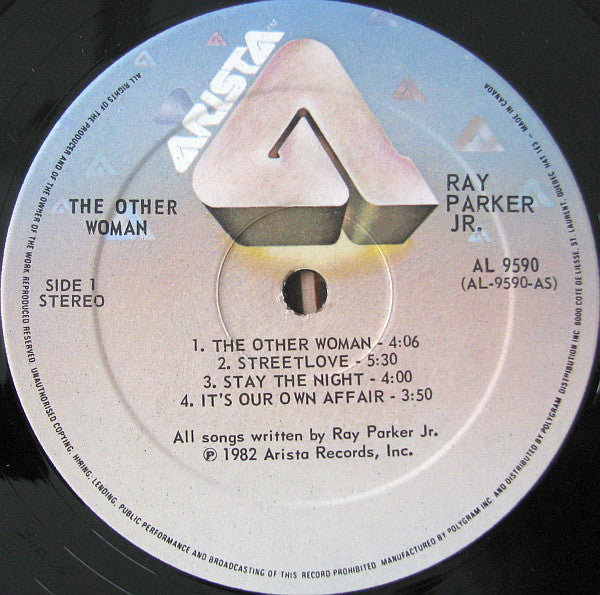 ARISTA
THE OTHER
WOMAN
RAY
PARKER
JR.
SIDE 1
STEREO
AL 9590
(AL-9590-AS)
1. THE OTHER WOMAN - 4:06
2. STREETLOVE - 5:30
3. STAY THE NIGHT - 4:00
4. IT'S OUR OWN AFFAIR - 3:50
All songs written by Ray Parker Jr.
℗ 1982 Arista Records, Inc.
ALL RIGHTS OF THE PRODUCER AND OF THE OWNER OF THE WORK REPRODUCED RESERVED. UNAUTHORISED COPYING, HIRING, LENDING, PUBLIC PERFORMANCE AND BROADCASTING OF THIS RECORD PROHIBITED. MANUFACTURED BY POLYGRAM INC. AND DISTRIBUTED BY POLYGRAM DISTRIBUTION INC. 6000 COTE DE LIESSE, ST. LAURENT, QUEBEC H4T 1E3 - MADE IN CANADA